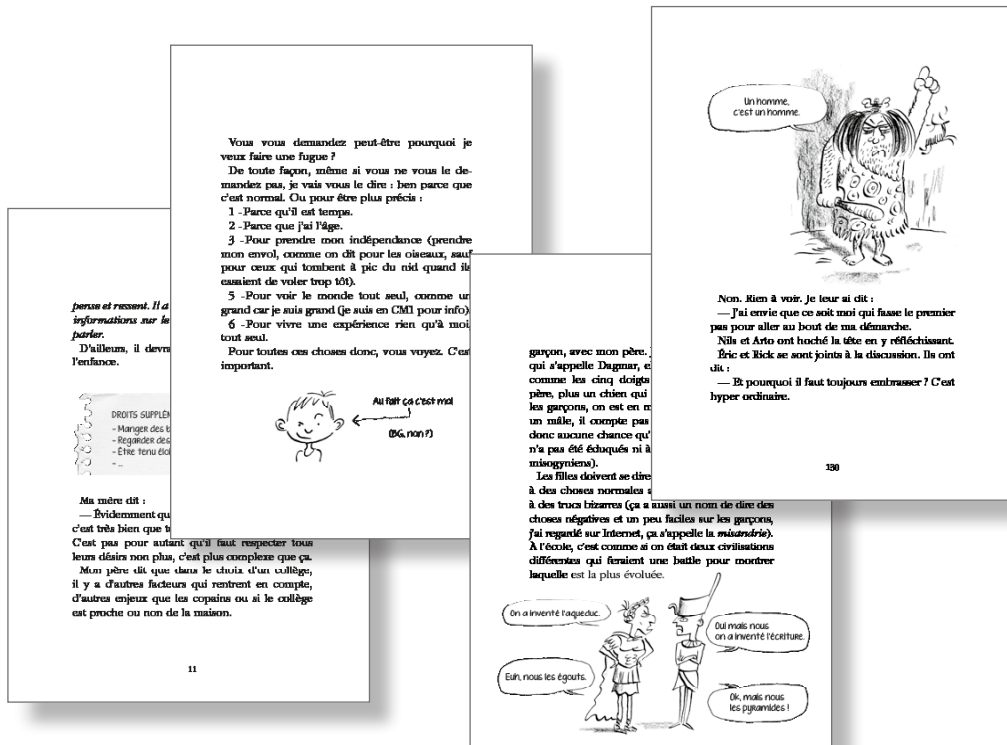 pense et ressent. Il a
informations sur le
parler.
D'ailleurs, il devra
l'enfance.
DROITS SUPPLÉM
- Manger des b
- Regarder des
- Être tenu élo
- ...
Ma mère dit :
— Évidemment qu
c'est très bien que t
C'est pas pour autant qu'il faut respecter tous
leurs désirs non plus, c'est plus complexe que ça.
Mon père dit que dans le choix d'un collège,
il y a d'autres facteurs qui rentrent en compte,
d'autres enjeux que les copains ou si le collège
est proche ou non de la maison.
11
Vous vous demandez peut-être pourquoi je
veux faire une fugue ?
De toute façon, même si vous ne vous le de-
mandez pas, je vais vous le dire : ben parce que
c'est normal. Ou pour être plus précis :
1 -Parce qu'il est temps.
2 -Parce que j'ai l'âge.
3 -Pour prendre mon indépendance (prendre
mon envol, comme on dit pour les oiseaux, sauf
pour ceux qui tombent à pic du nid quand ils
essaient de voler trop tôt).
5 -Pour voir le monde tout seul, comme un
grand car je suis grand (je suis en CM1 pour info)
6 -Pour vivre une expérience rien qu'à moi
tout seul.
Pour toutes ces choses donc, vous voyez. C'est
important.
Au fait ça c'est moi
(BG, non ?)
garçon, avec mon père. J
qui s'appelle Dagmar, e
comme les cinq doigts
père, plus un chien qui
les garçons, on est en m
un mâle, il compte pas
donc aucune chance qu'
n'a pas été éduqués ni à
misogyniens).
Les filles doivent se dire
à des choses normales a
à des trucs bizarres (ça a aussi un nom de dire des
choses négatives et un peu faciles sur les garçons,
j'ai regardé sur Internet, ça s'appelle la misandrie).
À l'école, c'est comme si on était deux civilisations
différentes qui feraient une battle pour montrer
laquelle est la plus évoluée.
On a inventé l'aqueduc.
Oui mais nous
on a inventé l'écriture.
Euh, nous les égouts.
Ok, mais nous
les pyramides !
Un homme,
c'est un homme.
Non. Rien à voir. Je leur ai dit :
— J'ai envie que ce soit moi qui fasse le premier
pas pour aller au bout de ma démarche.
Nils et Arto ont hoché la tête en y réfléchissant.
Éric et Rick se sont joints à la discussion. Ils ont
dit :
— Et pourquoi il faut toujours embrasser ? C'est
hyper ordinaire.
130